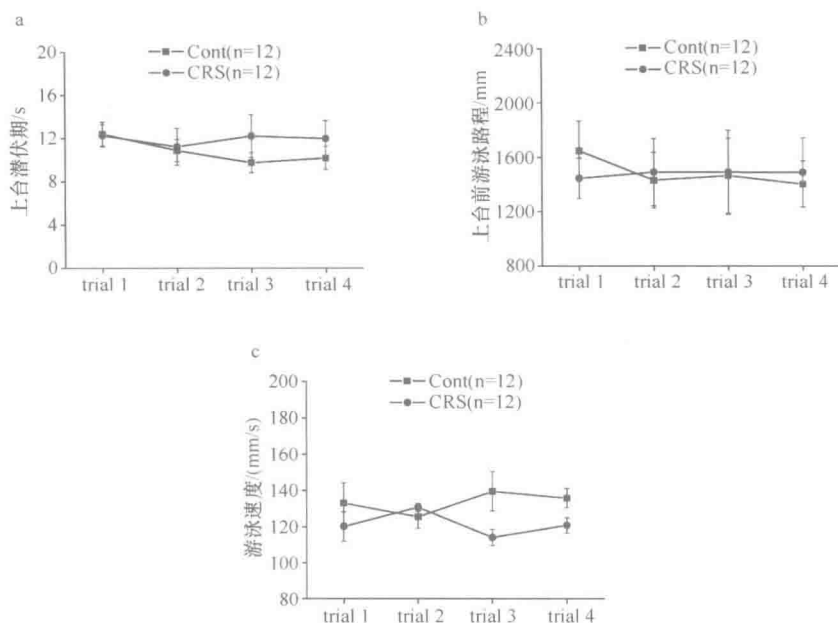 a
20
16
12
8
4
0
上台潜伏期/s
Cont(n=12)
CRS(n=12)
trial 1 trial 2 trial 3 trial 4
b
2400
2000
1600
1200
800
上台前游泳路程/mm
Cont(n=12)
CRS(n=12)
trial 1 trial 2 trial 3 trial 4
c
200
180
160
140
120
100
80
游泳速度/(mm/s)
Cont(n=12)
CRS(n=12)
trial 1 trial 2 trial 3 trial 4